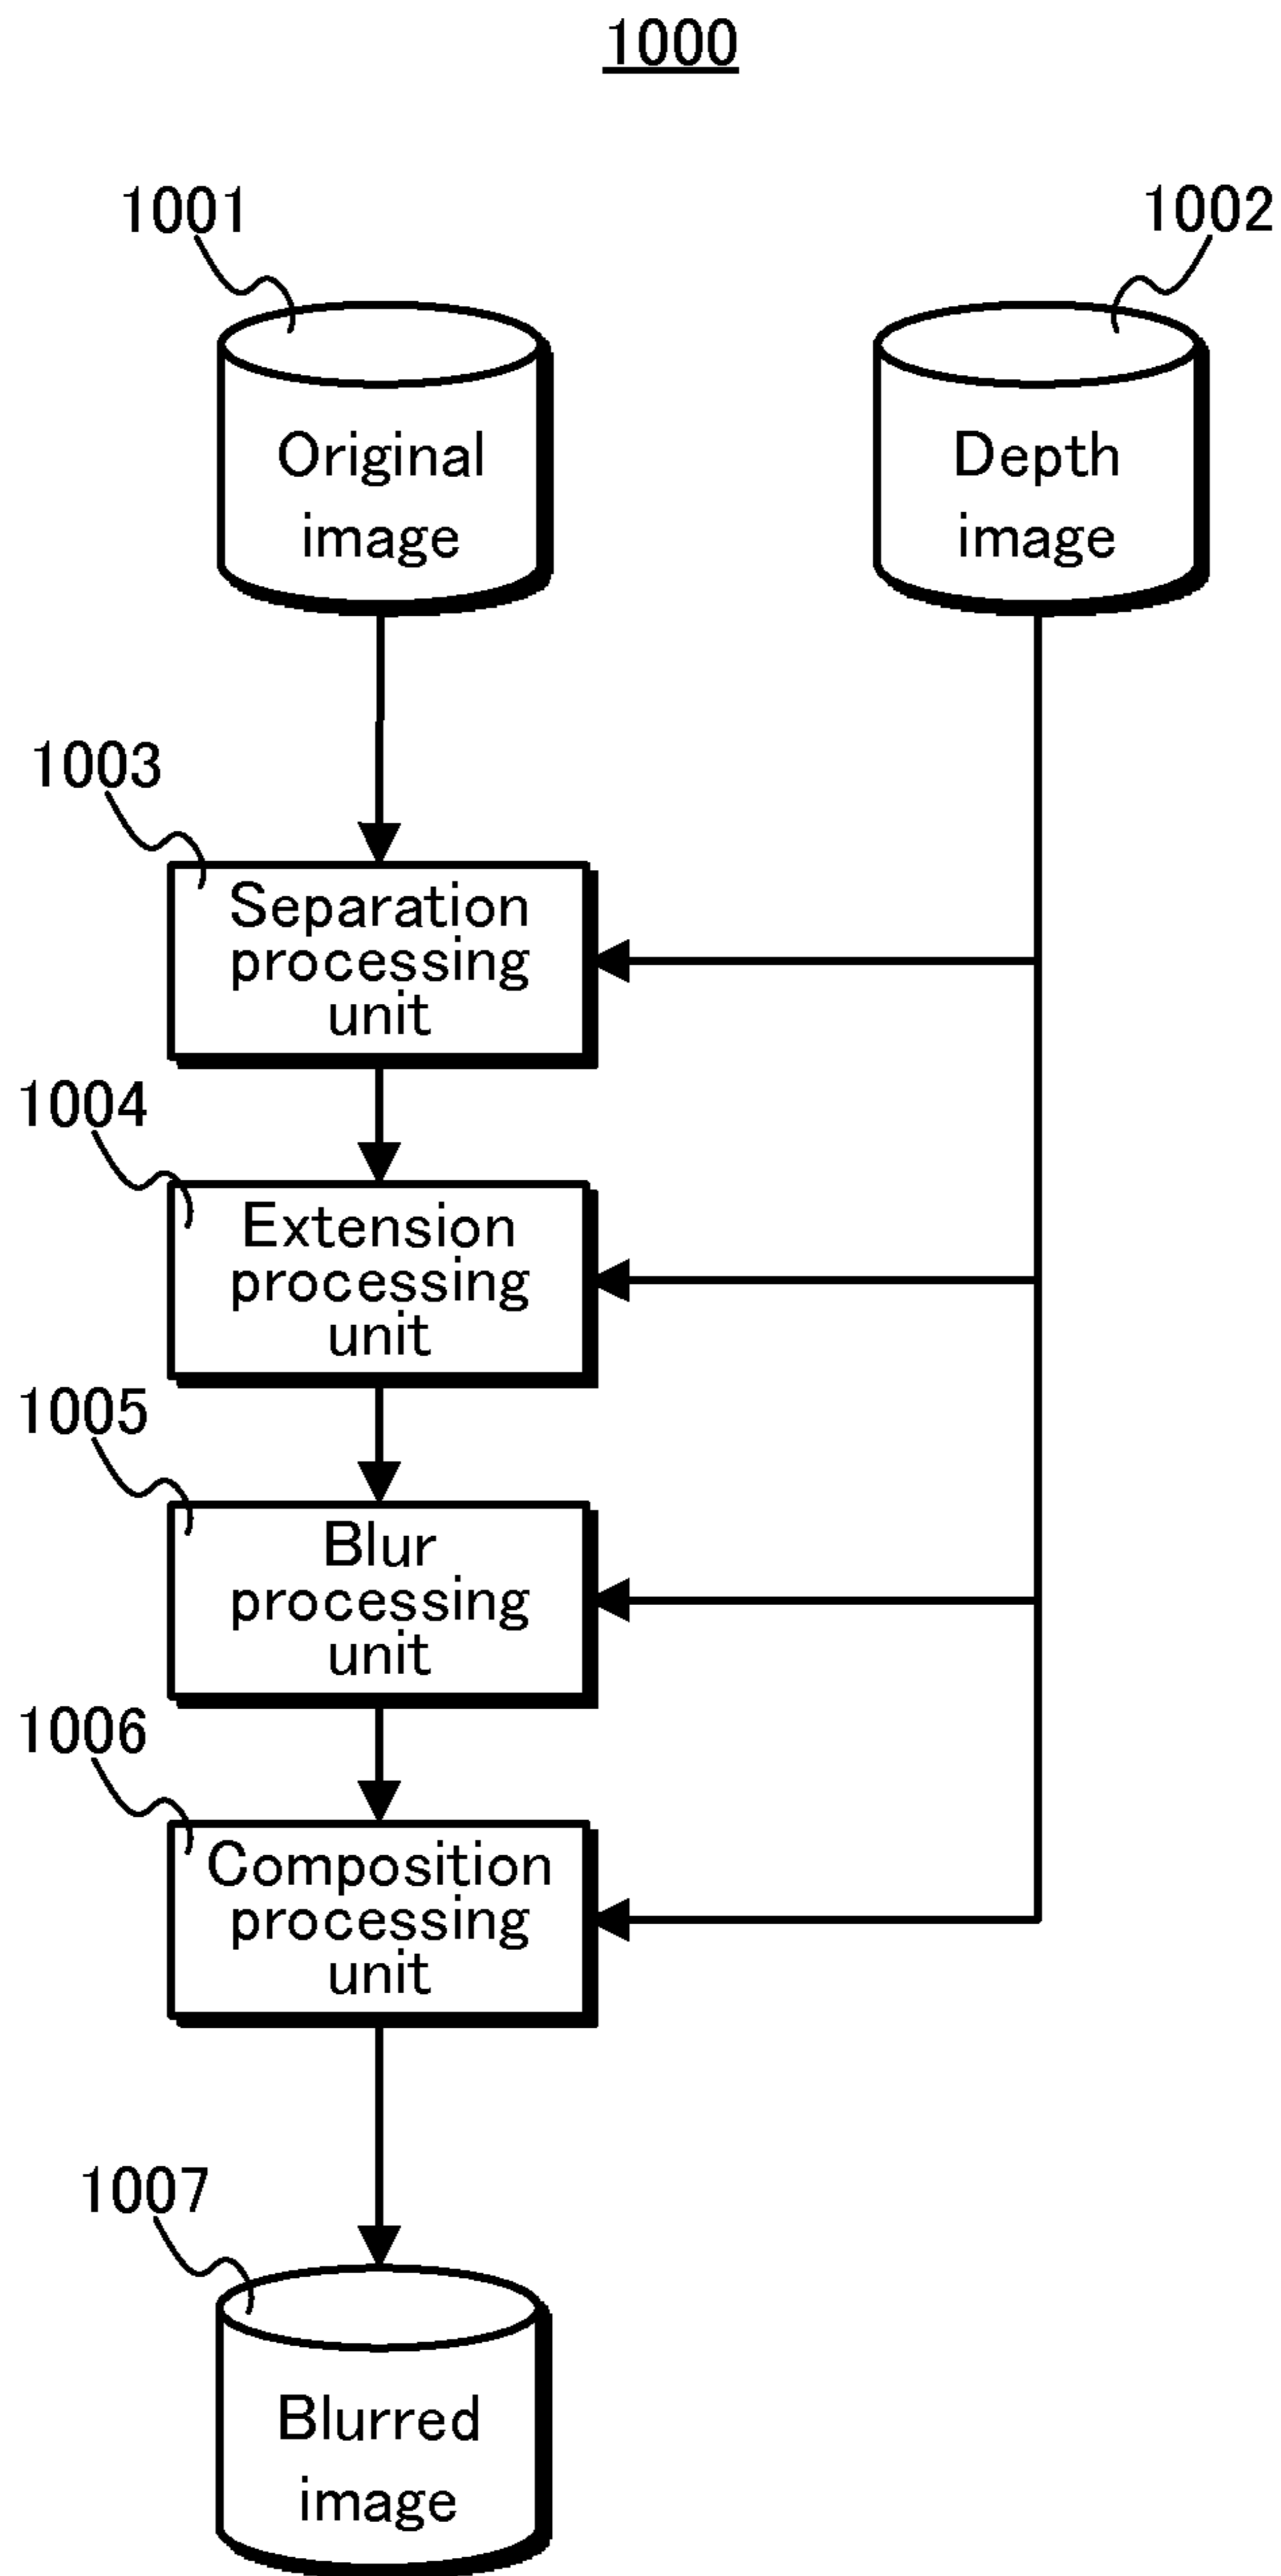 1000
1001
1002
Original
image
Depth
image
1003
Separation
processing
unit
1004
Extension
processing
unit
1005
Blur
processing
unit
1006
Composition
processing
unit
1007
Blurred
image